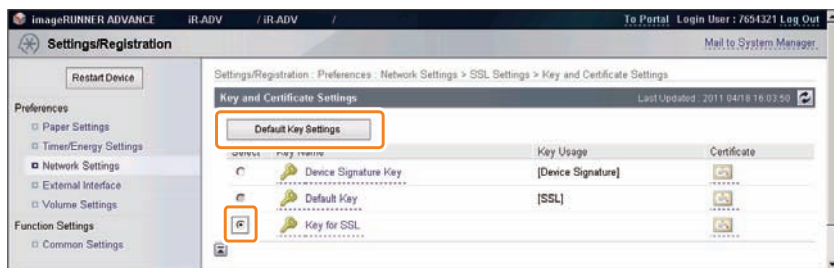 imageRUNNER ADVANCE iR-ADV / iR-ADV / To Portal Login User : 7654321 Log Out
Settings/Registration Mail to System Manager
Restart Device
Settings/Registration : Preferences : Network Settings > SSL Settings > Key and Certificate Settings
Key and Certificate Settings Last Updated : 2011 04/18 16:03:50
Preferences
Default Key Settings
Paper Settings
Select Key Name Key Usage Certificate
Timer/Energy Settings
Device Signature Key [Device Signature]
Network Settings
External Interface
Default Key [SSL]
Volume Settings
Key for SSL
Function Settings
Common Settings